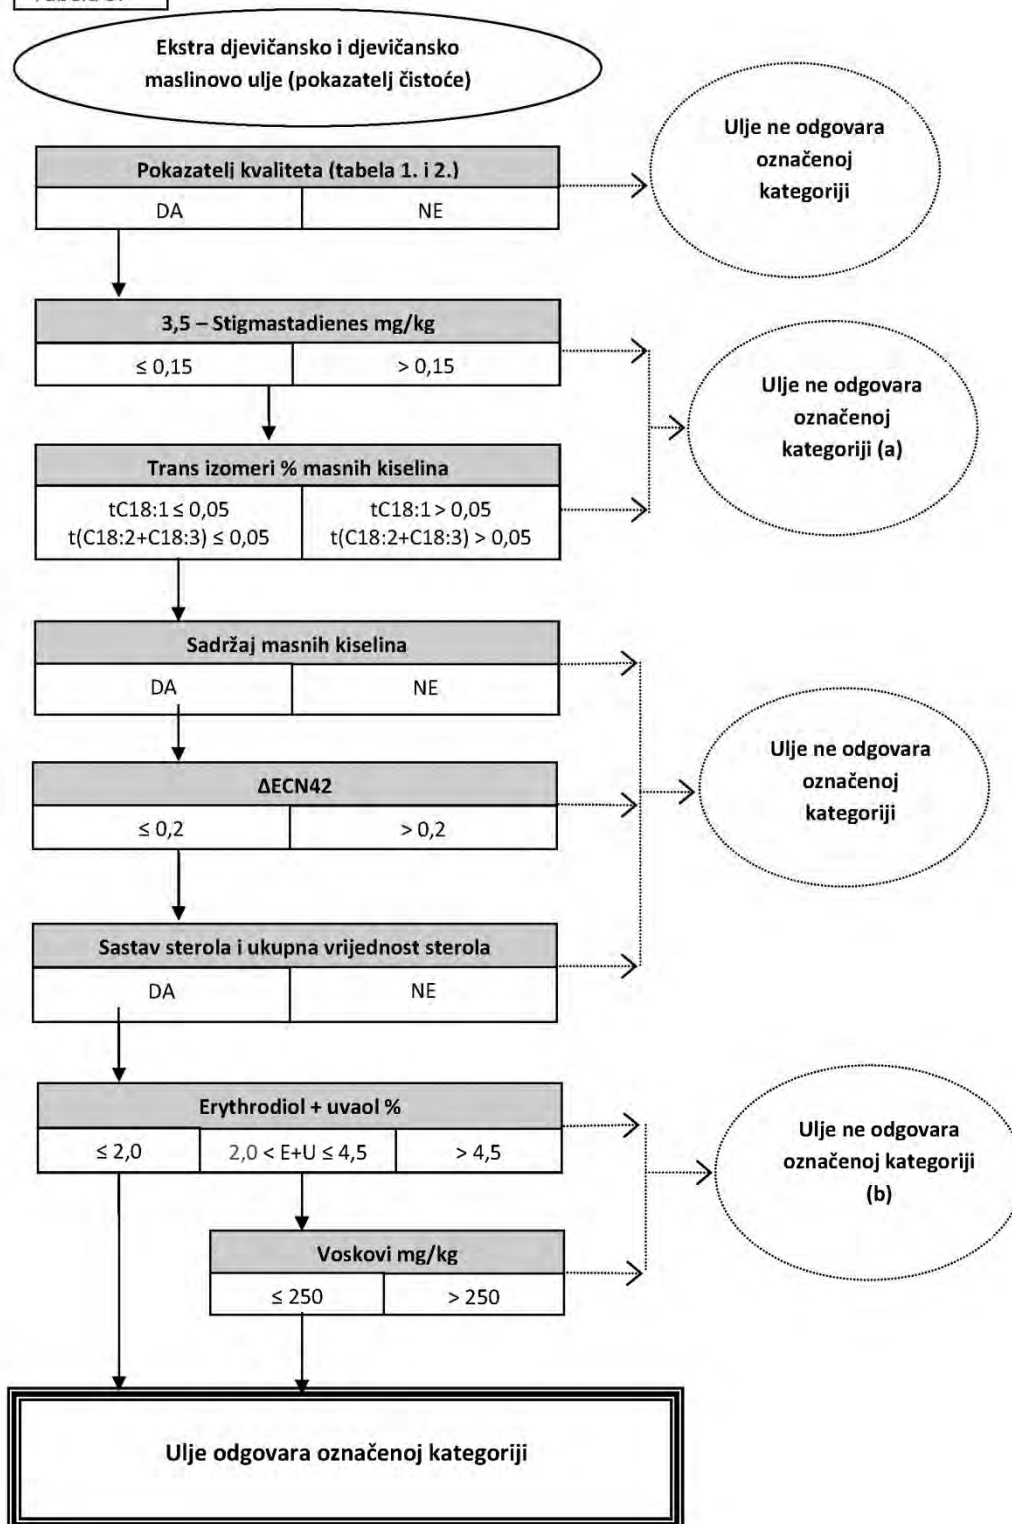 Ekstra djevičansko i djevičansko
maslinovo ulje (pokazatelj čistoće)
Ulje ne odgovara
označenoj
kategoriji
Pokazatelj kvaliteta (tabela 1. i 2.)
DA NE
3,5 – Stigmastadienes mg/kg
≤ 0,15 > 0,15
Ulje ne odgovara
označenoj
kategoriji (a)
Trans izomeri % masnih kiselina
tC18:1 ≤ 0,05 tC18:1 > 0,05
t(C18:2+C18:3) ≤ 0,05 t(C18:2+C18:3) > 0,05
Sadržaj masnih kiselina
DA NE
Ulje ne odgovara
označenoj
kategoriji
ΔECN42
≤ 0,2 > 0,2
Sastav sterola i ukupna vrijednost sterola
DA NE
Erythrodiol + uvaol %
≤ 2,0 2,0 < E+U ≤ 4,5 > 4,5
Ulje ne odgovara
označenoj kategoriji
(b)
Voskovi mg/kg
≤ 250 > 250
Ulje odgovara označenoj kategoriji